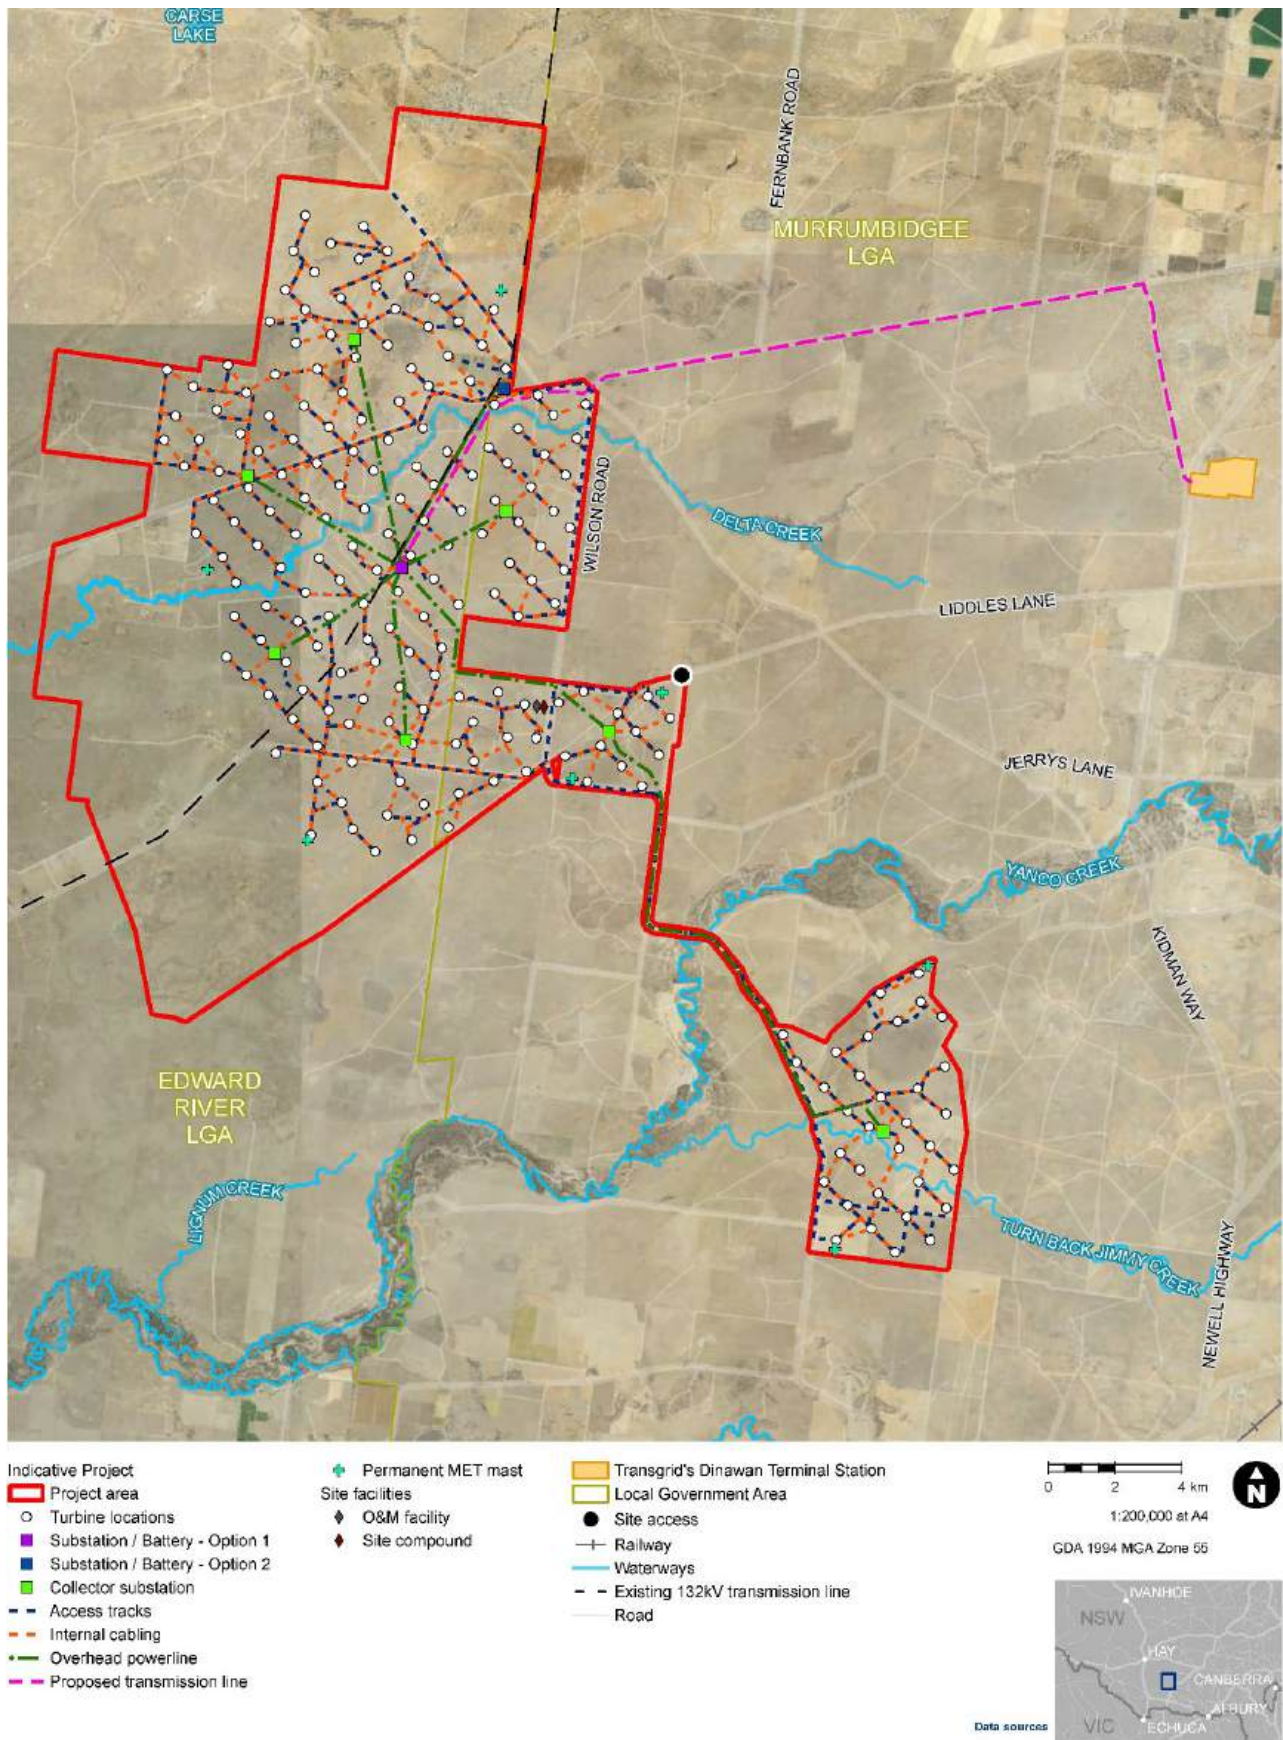 CARSE
LAKE
FERNBANK ROAD
MURRUMBIDGEE
LGA
WILSON ROAD
DELTA CREEK
LIDDLES LANE
JERRYS LANE
YANCO CREEK
KIDMAN WAY
EDWARD
RIVER
LGA
LIGNUM CREEK
TURN BACK JIMMY CREEK
NEWELL HIGHWAY
Indicative Project
Project area
Turbine locations
Substation / Battery - Option 1
Substation / Battery - Option 2
Collector substation
Access tracks
Internal cabling
Overhead powerline
Proposed transmission line
Permanent MET mast
Site facilities
O&M facility
Site compound
Transgrid's Dinawan Terminal Station
Local Government Area
Site access
Railway
Waterways
Existing 132kV transmission line
Road
0 2 4 km
N
1:200,000 at A4
GDA 1994 MGA Zone 55
IVANHOE
NSW
HAY
CANBERRA
ALBURY
VIC
ECHUCA
Data sources